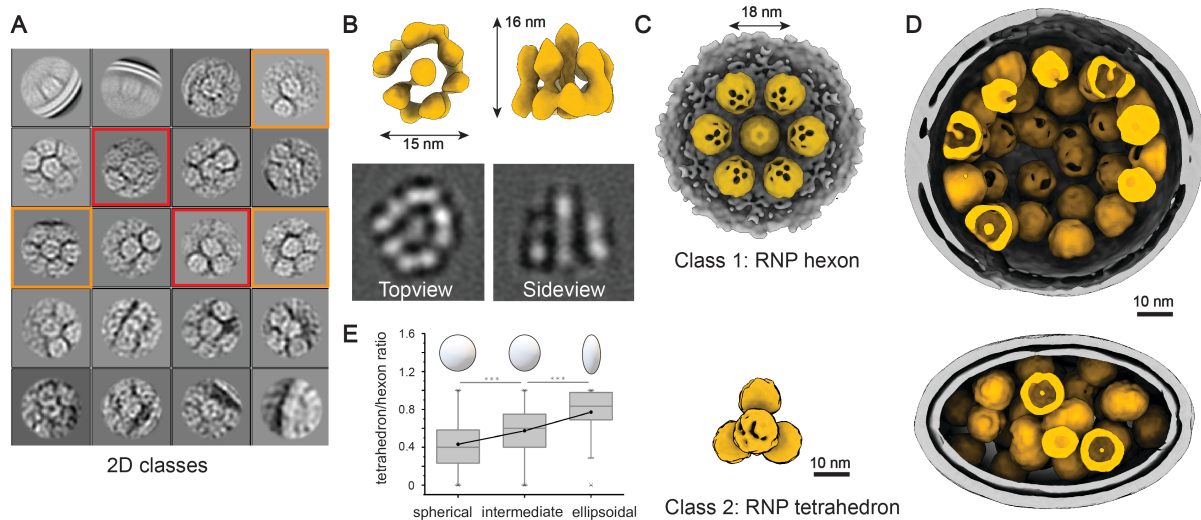 A
2D classes
B
16 nm
15 nm
Topview
Sideview
C
18 nm
Class 1: RNP hexon
10 nm
Class 2: RNP tetrahedron
D
10 nm
E
tetrahedron/hexon ratio
1.6
1.2
0.8
0.4
0
***
***
spherical
intermediate
ellipsoidal